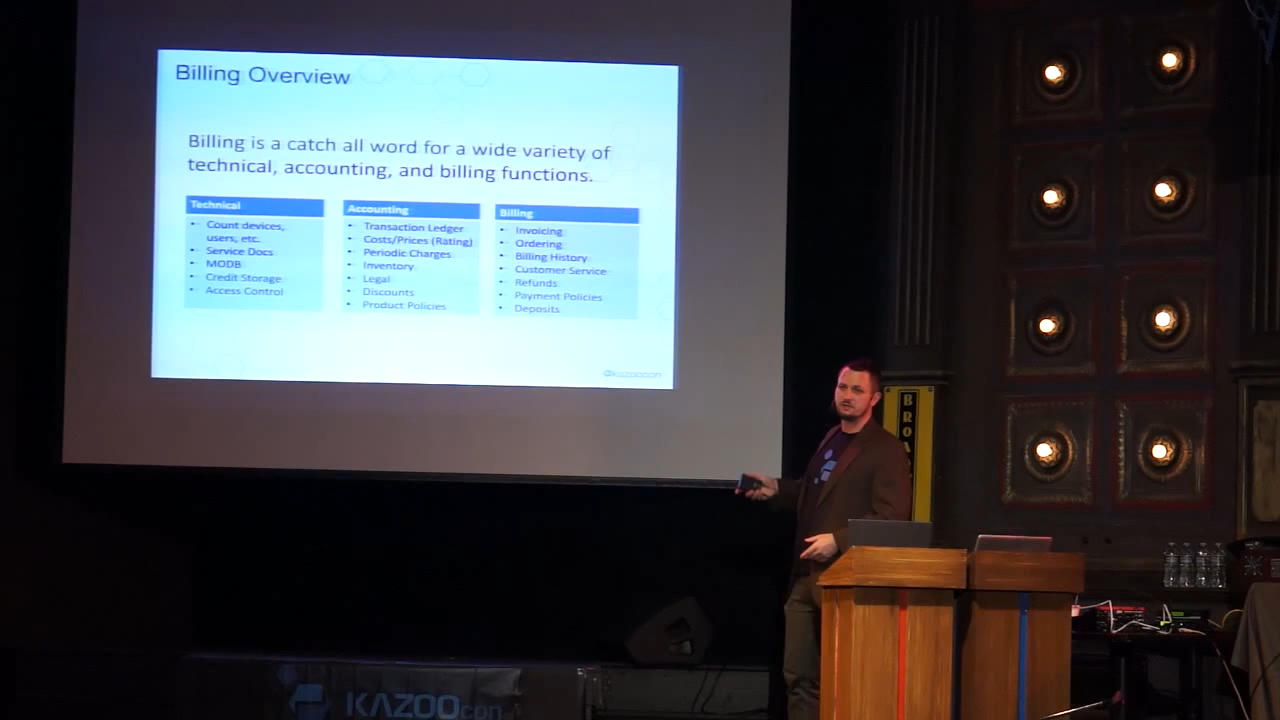 Billing Overview
Billing is a catch all word for a wide variety of
technical, accounting, and billing functions.
Technical
• Count devices,
users, etc.
• Service Docs
• MODB
• Credit Storage
• Access Control
Accounting
• Transaction Ledger
• Costs/Prices (Rating)
• Periodic Charges
• Inventory
• Legal
• Discounts
• Product Policies
Billing
• Invoicing
• Ordering
• Billing History
• Customer Service
• Refunds
• Payment Policies
• Deposits
@kazoocon
BROA
KAZOOcon